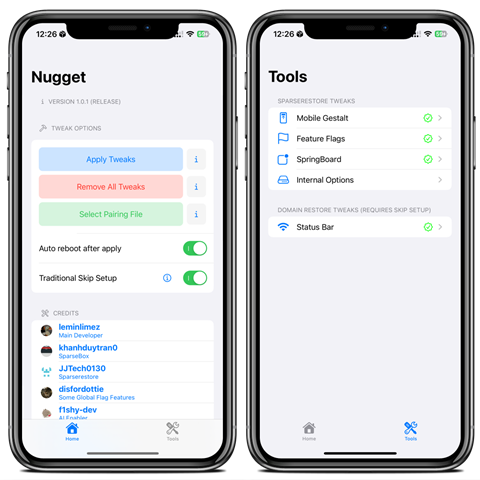 12:26
Nugget
VERSION 1.0.1 (RELEASE)
TWEAK OPTIONS
Apply Tweaks
Remove All Tweaks
Select Pairing File
Auto reboot after apply
Traditional Skip Setup
CREDITS
leminlimez
Main Developer
khanhduytran0
SparseBox
JJTech0130
Sparserestore
disfordottie
Some Global Flag Features
f1shy-dev
AI Enabler
Home
Tools
12:26
Tools
SPARSERESTORE TWEAKS
Mobile Gestalt
Feature Flags
SpringBoard
Internal Options
DOMAIN RESTORE TWEAKS (REQUIRES SKIP SETUP)
Status Bar
Home
Tools